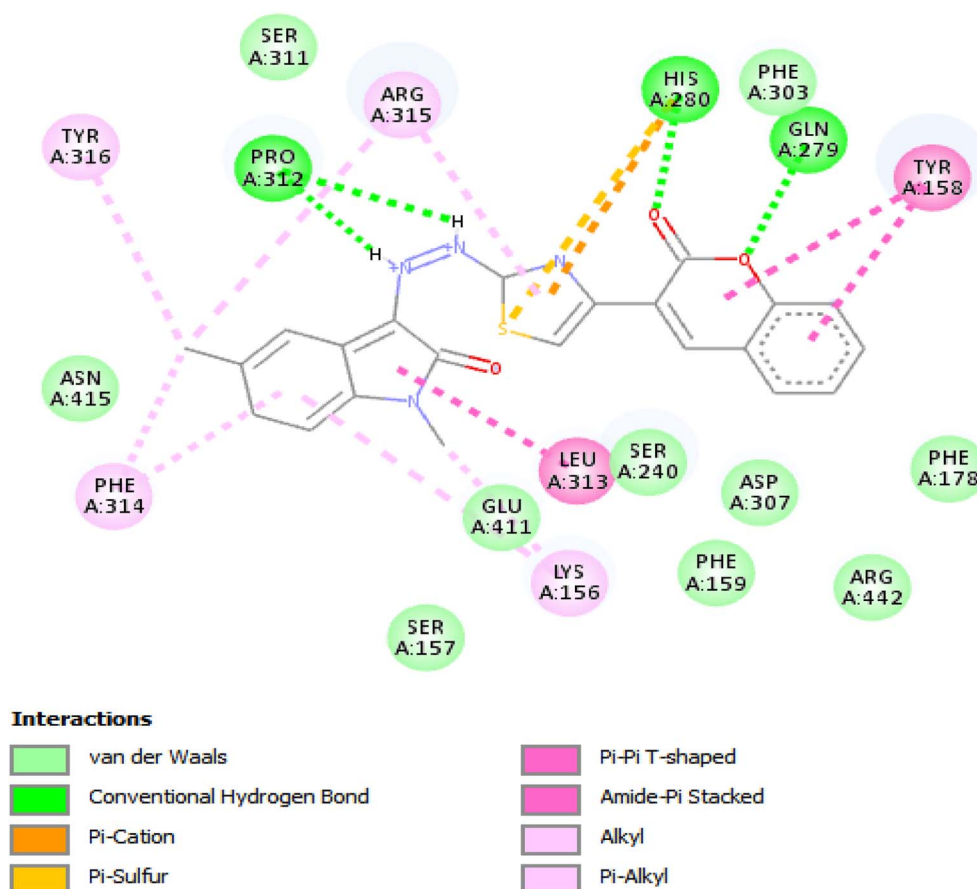 SER
A:311
ARG
A:315
HIS
A:280
PHE
A:303
GLN
A:279
TYR
A:316
PRO
A:312
TYR
A:158
O
H
H
N
+N
+N
O
S
O
N
ASN
A:415
PHE
A:314
LEU
A:313
SER
A:240
GLU
A:411
ASP
A:307
PHE
A:178
LYS
A:156
PHE
A:159
ARG
A:442
SER
A:157
Interactions
van der Waals
Conventional Hydrogen Bond
Pi-Cation
Pi-Sulfur
Pi-Pi T-shaped
Amide-Pi Stacked
Alkyl
Pi-Alkyl